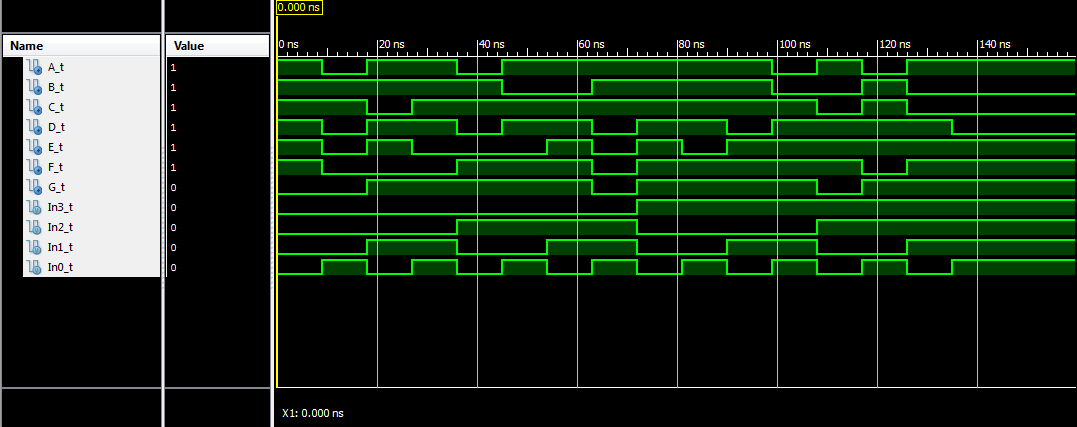 0.000 ns
Name Value
0 ns 20 ns 40 ns 60 ns 80 ns 100 ns 120 ns 140 ns
A_t 1
B_t 1
C_t 1
D_t 1
E_t 1
F_t 1
G_t 0
In3_t 0
In2_t 0
In1_t 0
In0_t 0
X1: 0.000 ns